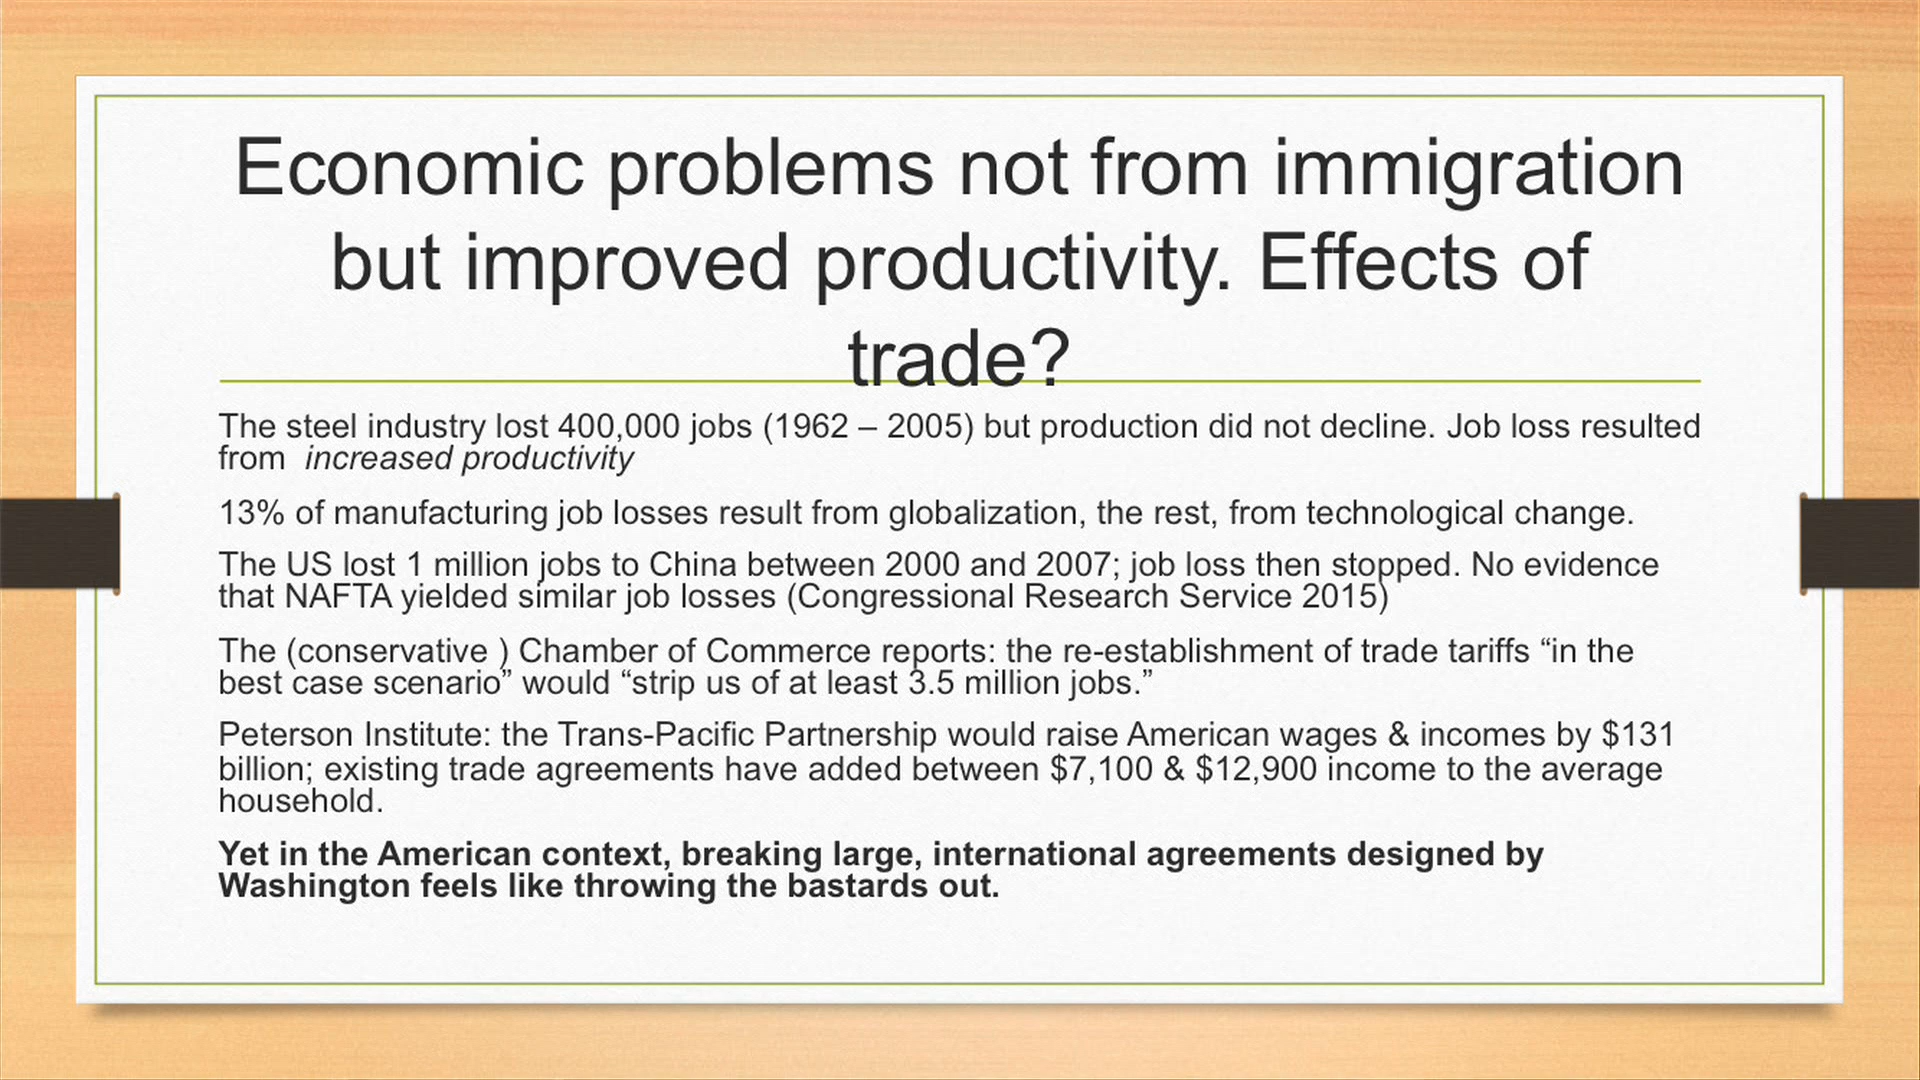 Economic problems not from immigration
but improved productivity. Effects of
trade?
The steel industry lost 400,000 jobs (1962 – 2005) but production did not decline. Job loss resulted
from increased productivity
13% of manufacturing job losses result from globalization, the rest, from technological change.
The US lost 1 million jobs to China between 2000 and 2007; job loss then stopped. No evidence
that NAFTA yielded similar job losses (Congressional Research Service 2015)
The (conservative ) Chamber of Commerce reports: the re-establishment of trade tariffs “in the
best case scenario” would “strip us of at least 3.5 million jobs.”
Peterson Institute: the Trans-Pacific Partnership would raise American wages & incomes by $131
billion; existing trade agreements have added between $7,100 & $12,900 income to the average
household.
Yet in the American context, breaking large, international agreements designed by
Washington feels like throwing the bastards out.